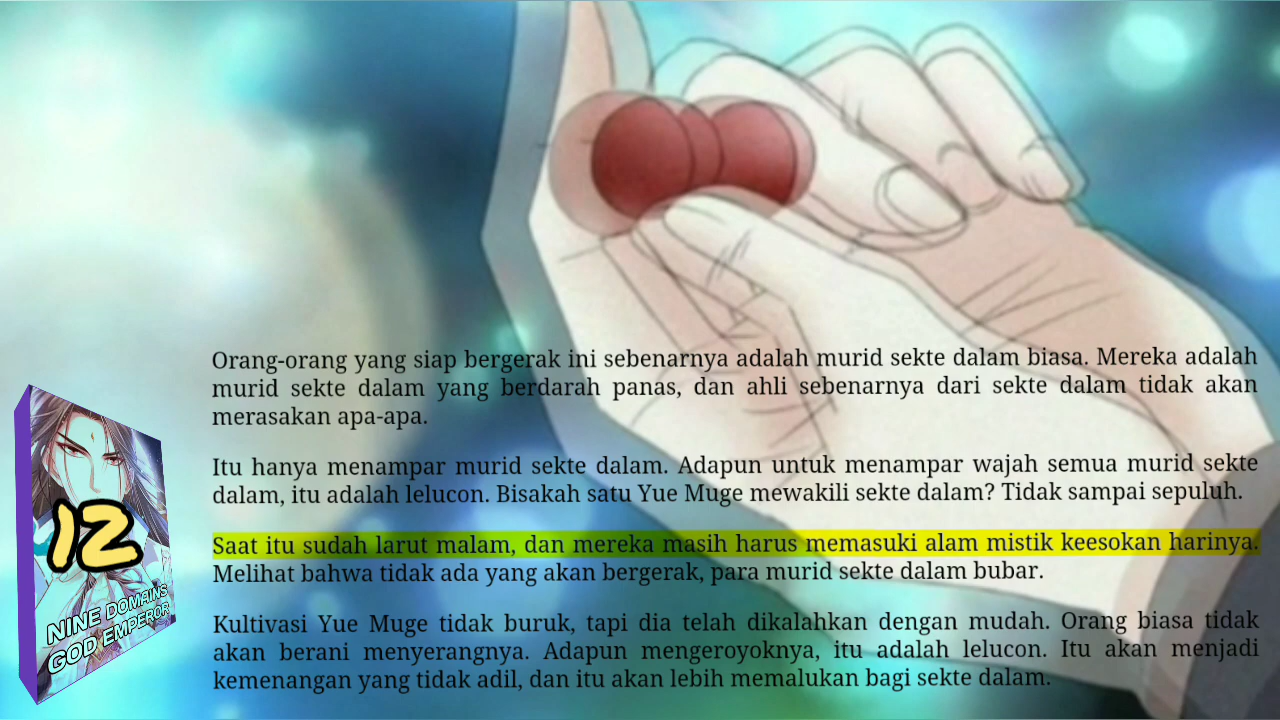 Orang-orang yang siap bergerak ini sebenarnya adalah murid sekte dalam biasa. Mereka adalah
murid sekte dalam yang berdarah panas, dan ahli sebenarnya dari sekte dalam tidak akan
merasakan apa-apa.
Itu hanya menampar murid sekte dalam. Adapun untuk menampar wajah semua murid sekte
dalam, itu adalah lelucon. Bisakah satu Yue Muge mewakili sekte dalam? Tidak sampai sepuluh.
Saat itu sudah larut malam, dan mereka masih harus memasuki alam mistik keesokan harinya.
Melihat bahwa tidak ada yang akan bergerak, para murid sekte dalam bubar.
Kultivasi Yue Muge tidak buruk, tapi dia telah dikalahkan dengan mudah. Orang biasa tidak
akan berani menyerangnya. Adapun mengeroyoknya, itu adalah lelucon. Itu akan menjadi
kemenangan yang tidak adil, dan itu akan lebih memalukan bagi sekte dalam.
12
NINE DOMAINS
GOD EMPEROR